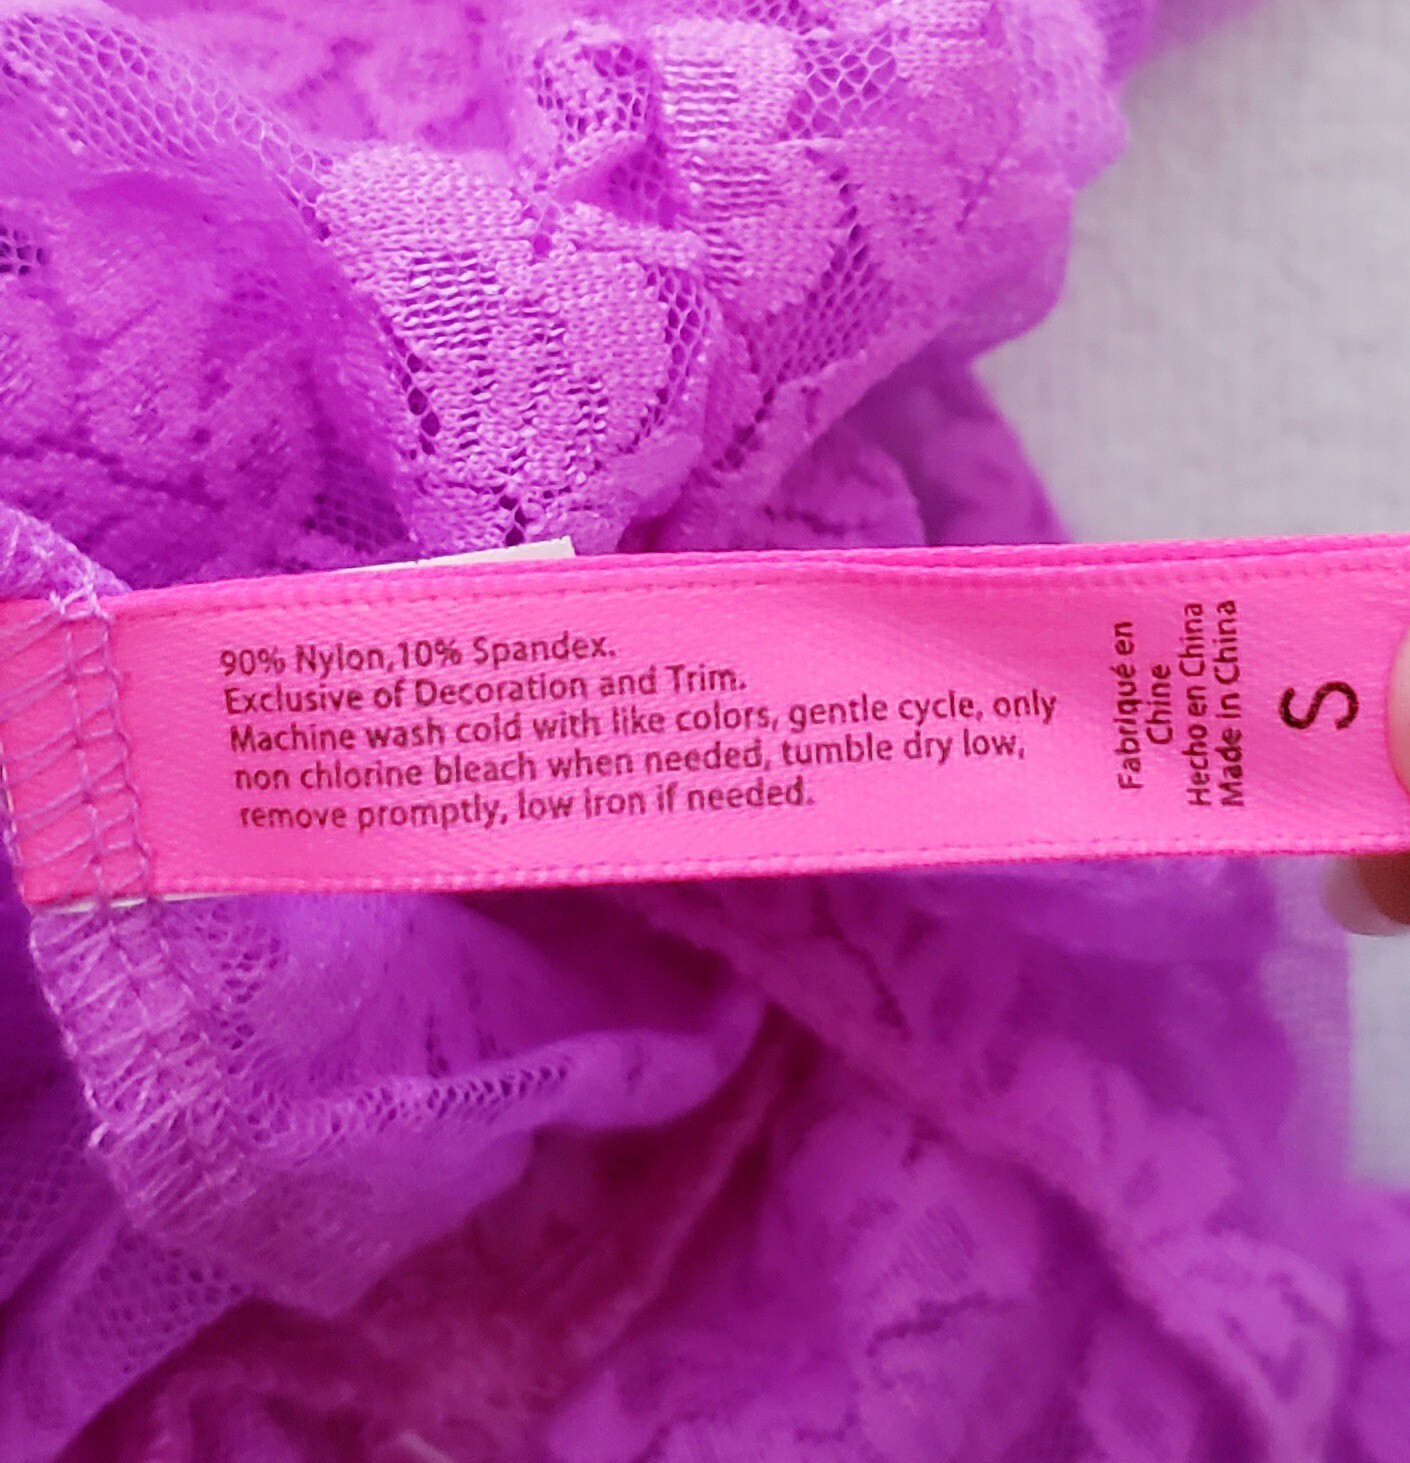 90% Nylon,10% Spandex.
Exclusive of Decoration and Trim.
Machine wash cold with like colors, gentle cycle, only
non chlorine bleach when needed, tumble dry low,
remove promptly, low iron if needed.
Fabriqué en
Chine
Hecho en China
Made in China
S